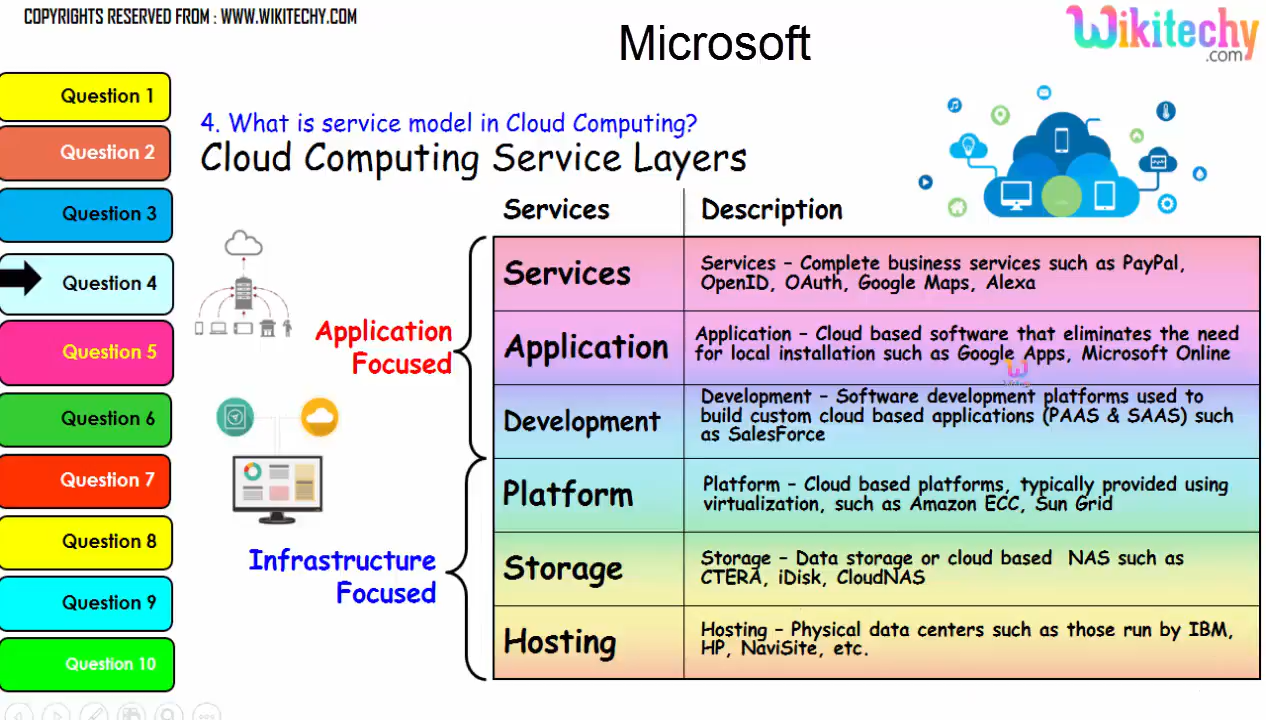 COPYRIGHTS RESERVED FROM : WWW.WIKITECHY.COM
Microsoft
Wikitechy
.com
Question 1
Question 2
Question 3
Question 4
Question 5
Question 6
Question 7
Question 8
Question 9
Question 10
4. What is service model in Cloud Computing?
Cloud Computing Service Layers
Services
Description
Application
Focused
Infrastructure
Focused
Services
Services – Complete business services such as PayPal,
OpenID, OAuth, Google Maps, Alexa
Application
Application – Cloud based software that eliminates the need
for local installation such as Google Apps, Microsoft Online
Development
Development – Software development platforms used to
build custom cloud based applications (PAAS & SAAS) such
as SalesForce
Platform
Platform – Cloud based platforms, typically provided using
virtualization, such as Amazon ECC, Sun Grid
Storage
Storage – Data storage or cloud based NAS such as
CTERA, iDisk, CloudNAS
Hosting
Hosting – Physical data centers such as those run by IBM,
HP, NaviSite, etc.